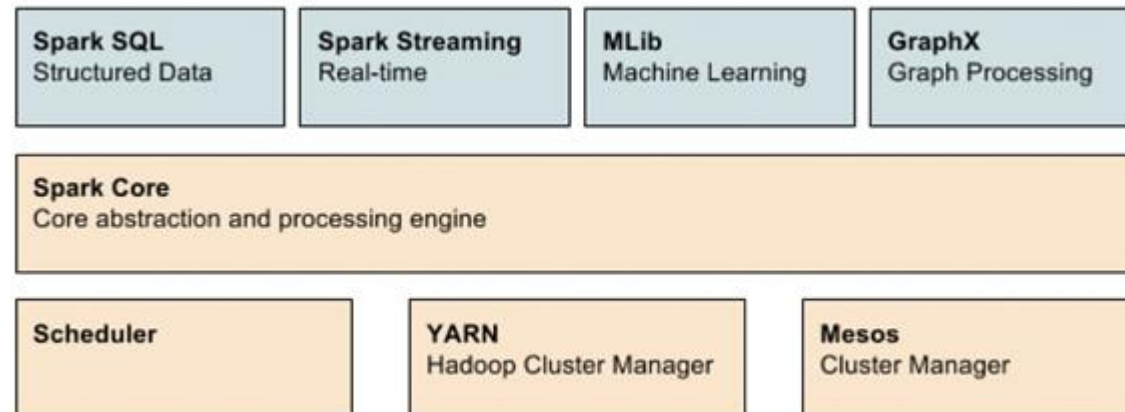 Spark SQL
Structured Data
Spark Streaming
Real-time
MLib
Machine Learning
GraphX
Graph Processing
Spark Core
Core abstraction and processing engine
Scheduler
YARN
Hadoop Cluster Manager
Mesos
Cluster Manager